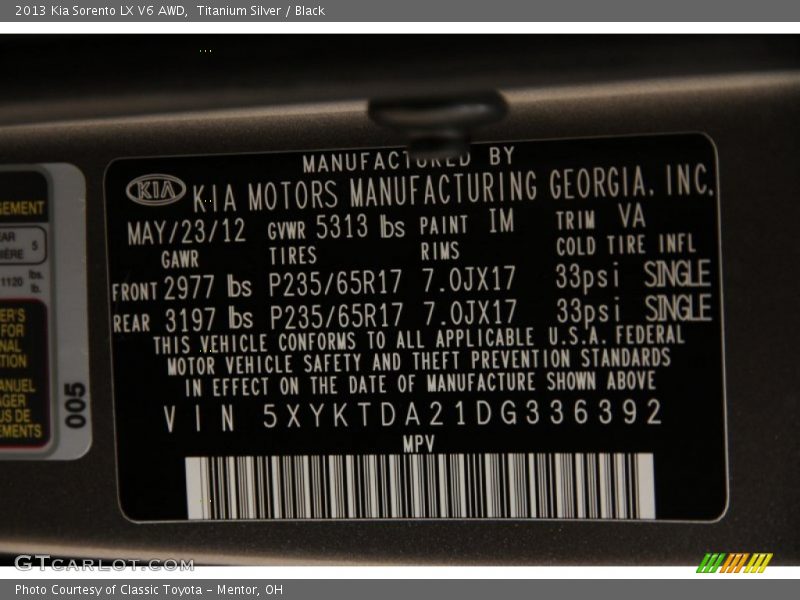 2013 Kia Sorento LX V6 AWD,  Titanium Silver / Black
MANUFACTURED BY
KIA KIA MOTORS MANUFACTURING GEORGIA, INC.
MAY/23/12 GVWR 5313 lbs PAINT IM TRIM VA
GAWR TIRES RIMS COLD TIRE INFL
FRONT 2977 lbs P235/65R17 7.0JX17 33psi SINGLE
REAR 3197 lbs P235/65R17 7.0JX17 33psi SINGLE
THIS VEHICLE CONFORMS TO ALL APPLICABLE U.S.A. FEDERAL
MOTOR VEHICLE SAFETY AND THEFT PREVENTION STANDARDS
IN EFFECT ON THE DATE OF MANUFACTURE SHOWN ABOVE
VIN 5XYKTDA21DG336392
MPV
5
1120 lbs.
lb.
005
GTCARLOT.COM
Photo Courtesy of Classic Toyota - Mentor, OH